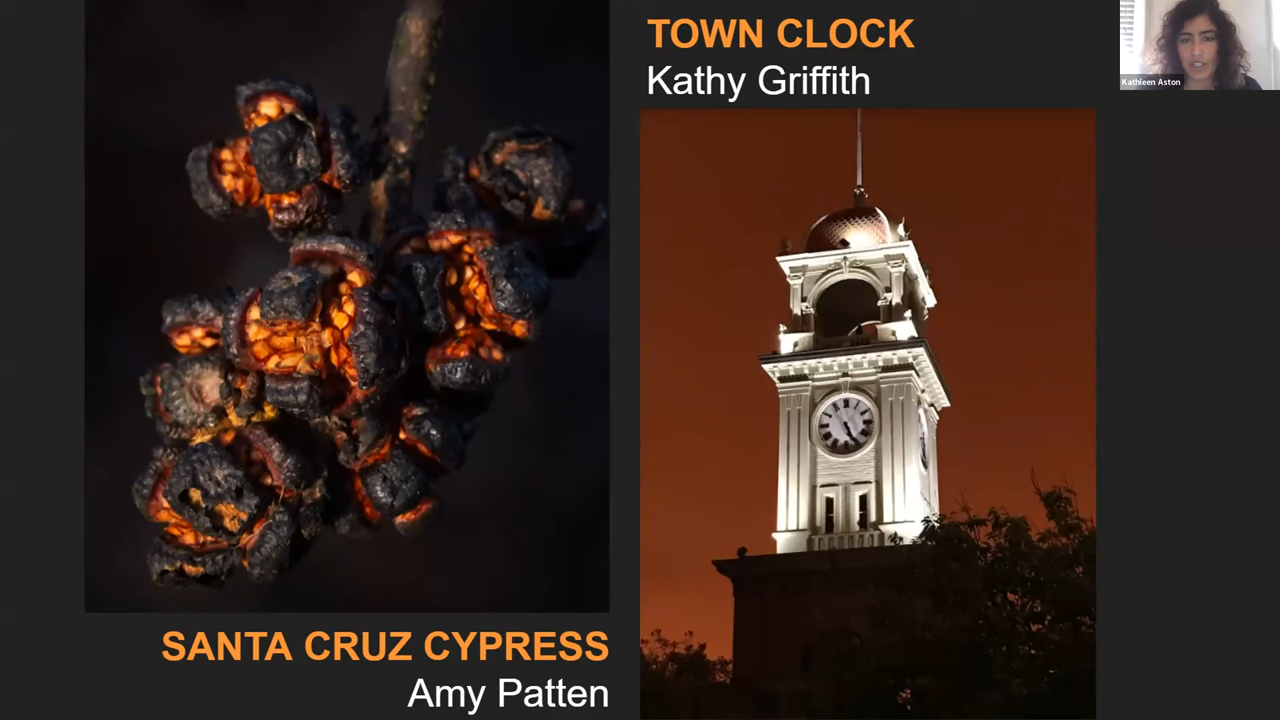 TOWN CLOCK
Kathy Griffith
Kathleen Aston
SANTA CRUZ CYPRESS
Amy Patten